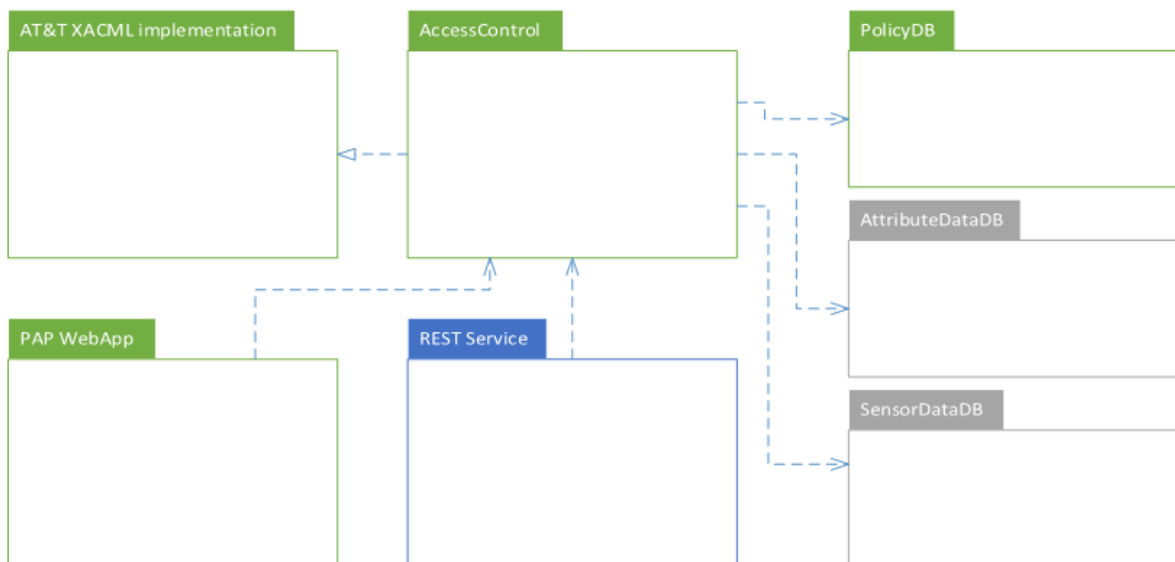 AT&T XACML implementation
AccessControl
PolicyDB
AttributeDataDB
PAP WebApp
REST Service
SensorDataDB